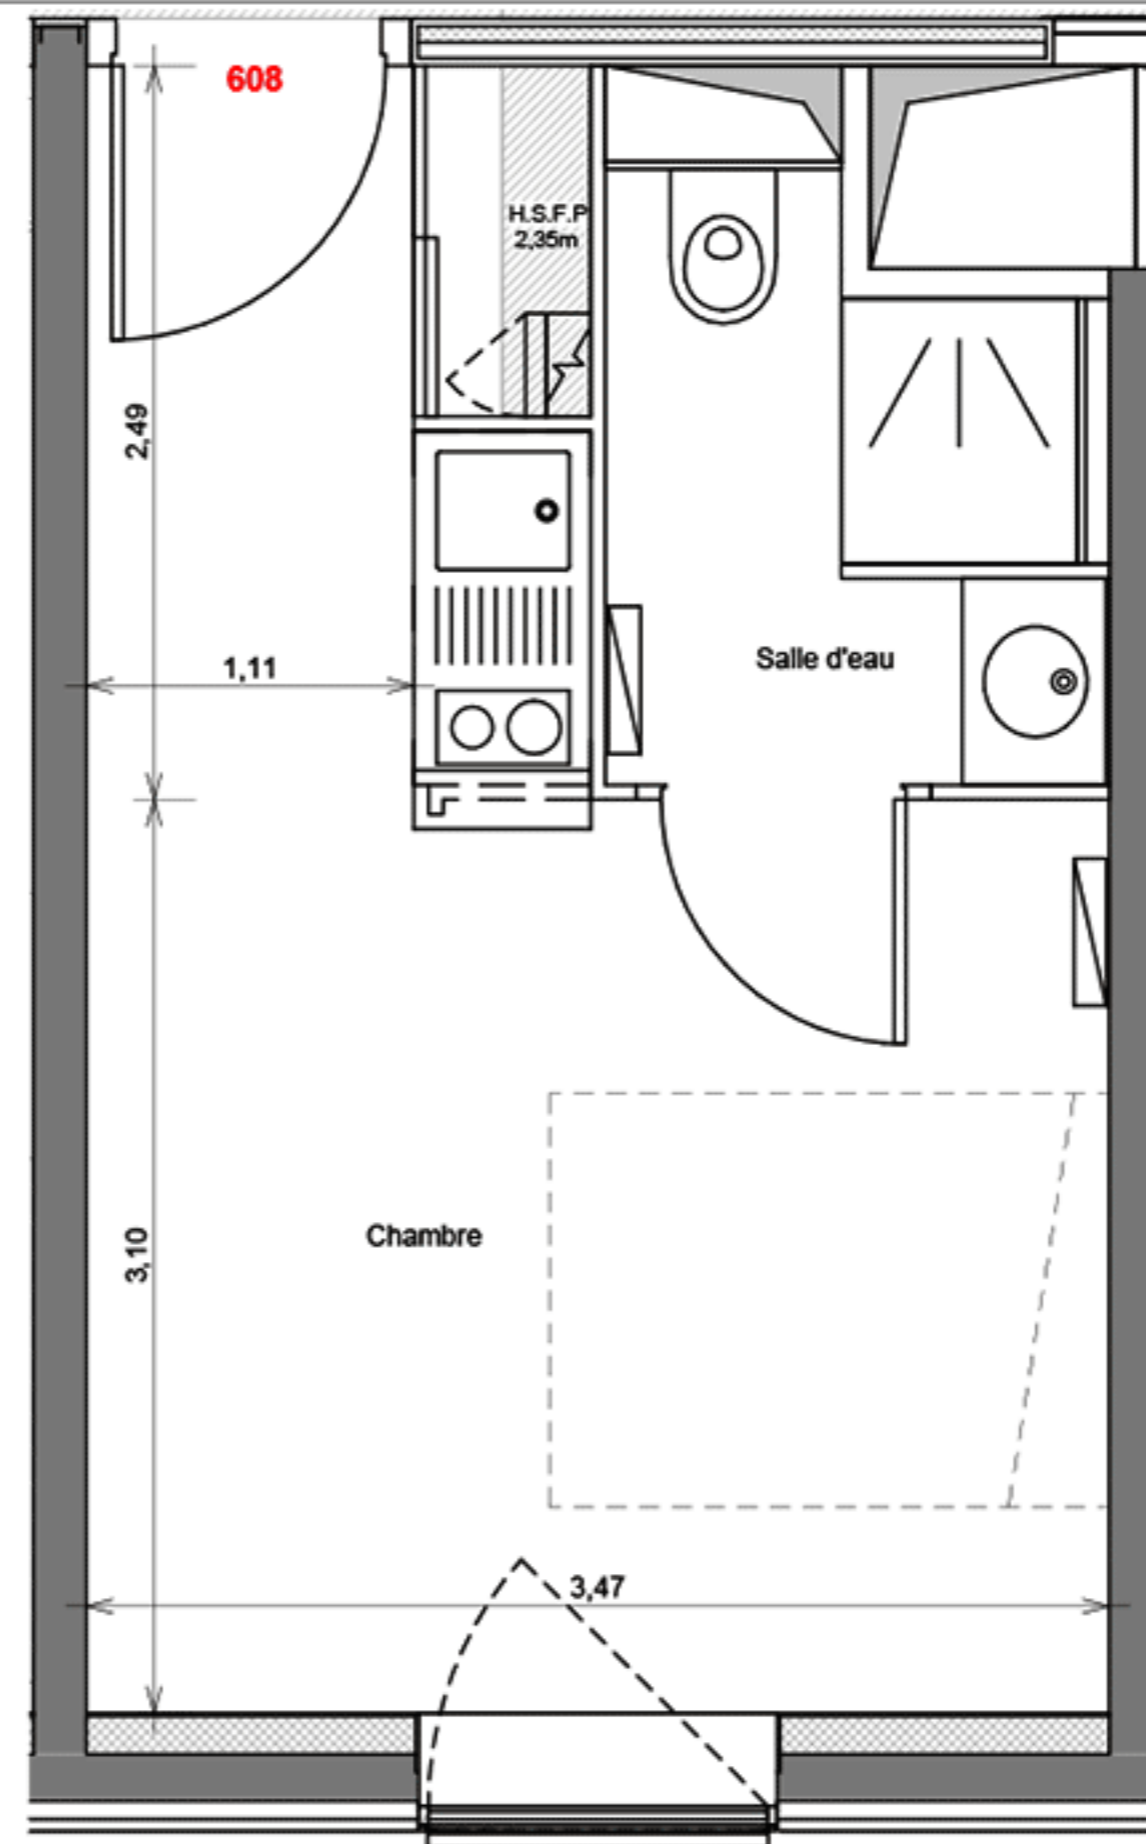 608
H.S.F.P
2,35m
2,49
1,11
Salle d'eau
Chambre
3,10
3,47